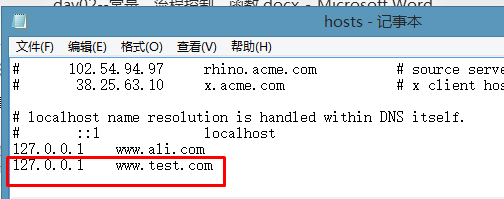 day02--常量、流程控制、函数.docx - Microsoft Word
hosts - 记事本
文件(F) 编辑(E) 格式(O) 查看(V) 帮助(H)
# 102.54.94.97 rhino.acme.com # source serve
# 38.25.63.10 x.acme.com # x client hos
# localhost name resolution is handled within DNS itself.
# ::1 localhost
127.0.0.1 www.ali.com
127.0.0.1 www.test.com